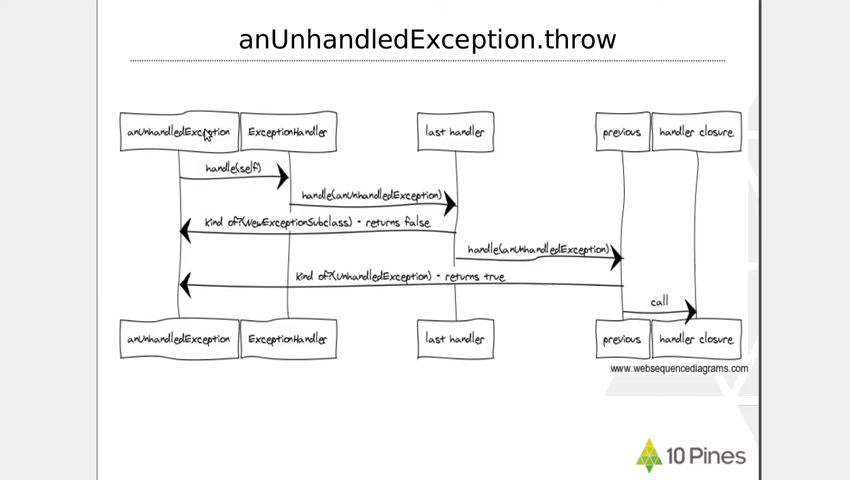 anUnhandledException.throw
anUnhandledException
ExceptionHandler
last handler
previous
handler closure
handle(self)
handle(anUnhandledException)
kind of?(NewExceptionSubclass) - returns false
handle(anUnhandledException)
kind of?(UnhandledException) - returns true
call
anUnhandledException
ExceptionHandler
last handler
previous
handler closure
www.websequencediagrams.com
10 Pines